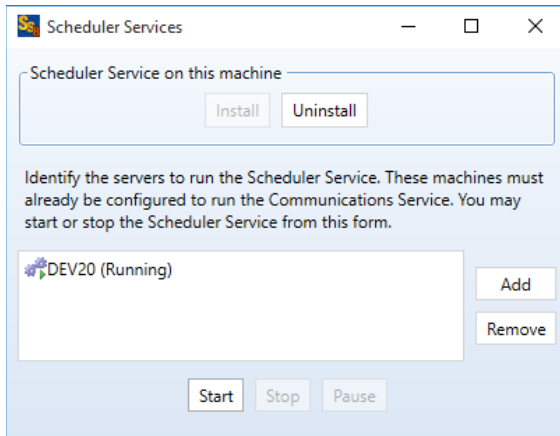 Scheduler Services
Scheduler Service on this machine
Install Uninstall
Identify the servers to run the Scheduler Service. These machines must
already be configured to run the Communications Service. You may
start or stop the Scheduler Service from this form.
DEV20 (Running)
Add
Remove
Start Stop Pause